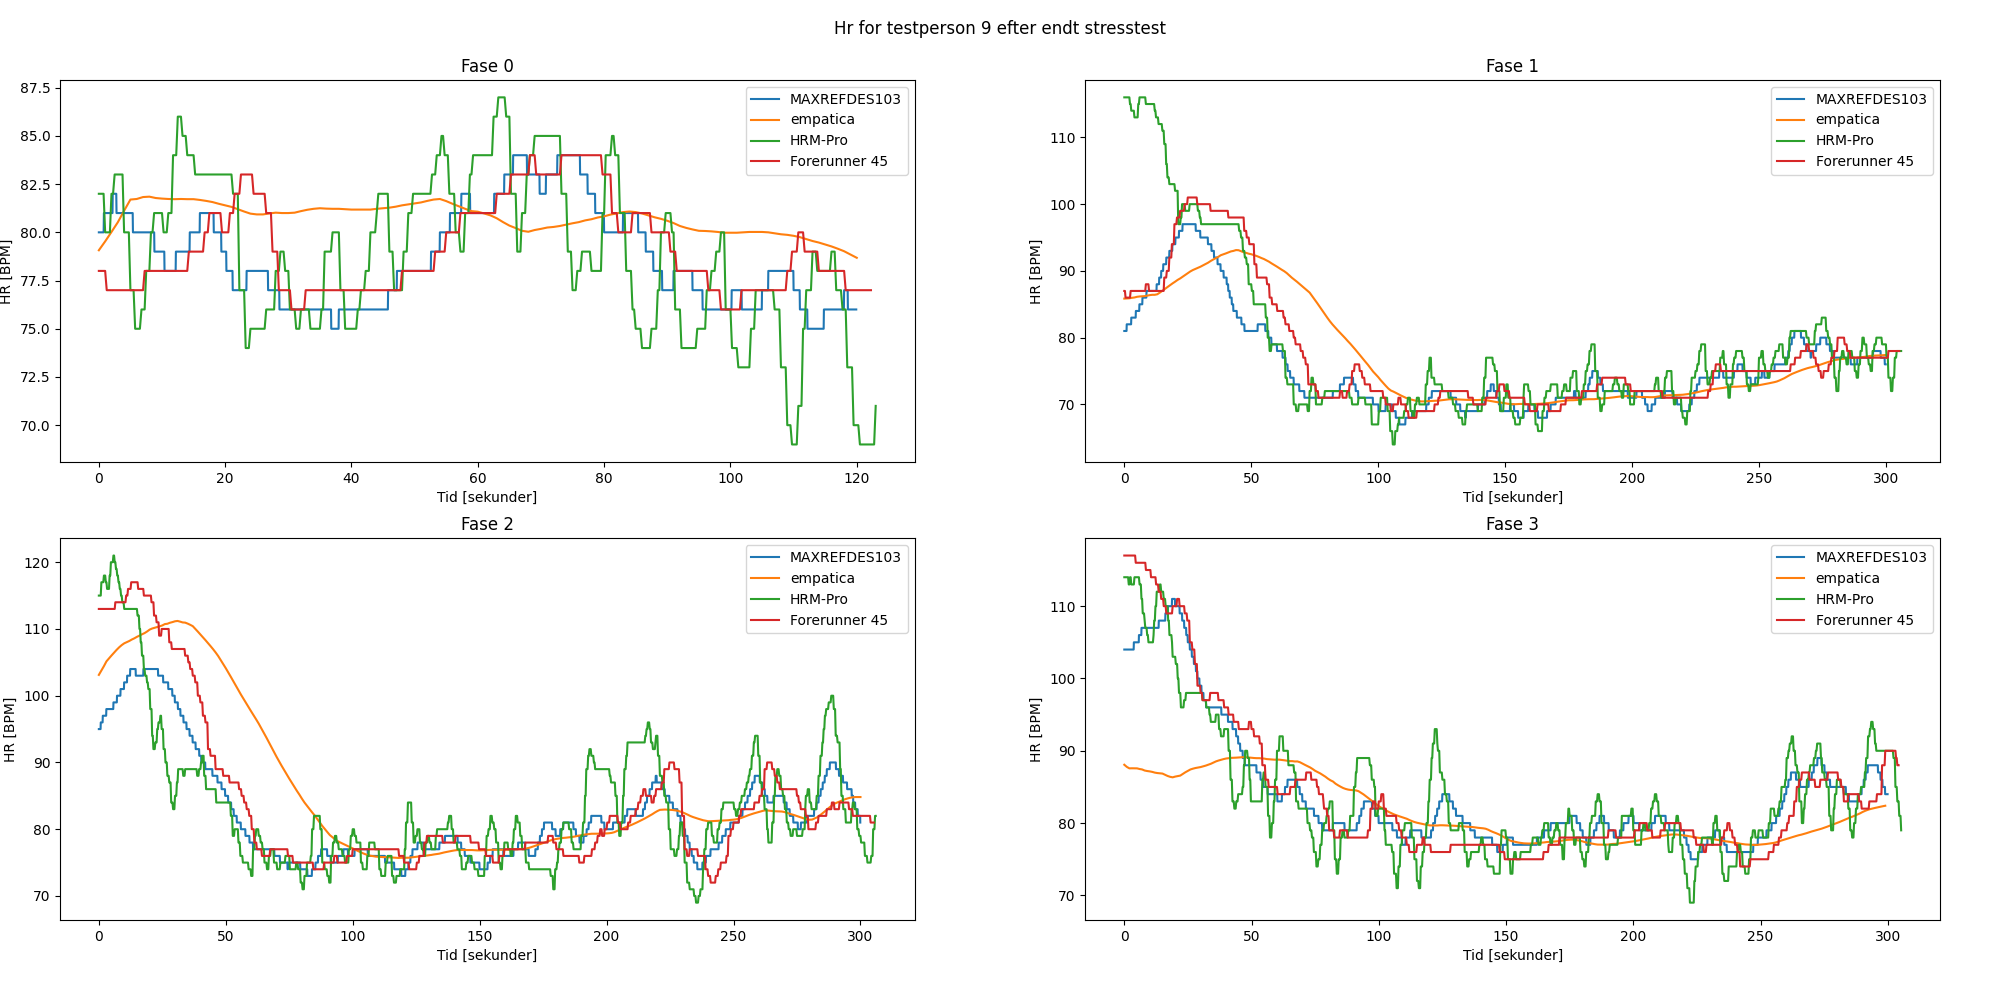 Hr for testperson 9 efter endt stresstest
Fase 0
87.5
85.0
82.5
80.0
77.5
75.0
72.5
70.0
HR [BPM]
MAXREFDES103
empatica
HRM-Pro
Forerunner 45
0 20 40 60 80 100 120
Tid [sekunder]
Fase 1
110
100
90
80
70
HR [BPM]
MAXREFDES103
empatica
HRM-Pro
Forerunner 45
0 50 100 150 200 250 300
Tid [sekunder]
Fase 2
120
110
100
90
80
70
HR [BPM]
MAXREFDES103
empatica
HRM-Pro
Forerunner 45
0 50 100 150 200 250 300
Tid [sekunder]
Fase 3
110
100
90
80
70
HR [BPM]
MAXREFDES103
empatica
HRM-Pro
Forerunner 45
0 50 100 150 200 250 300
Tid [sekunder]